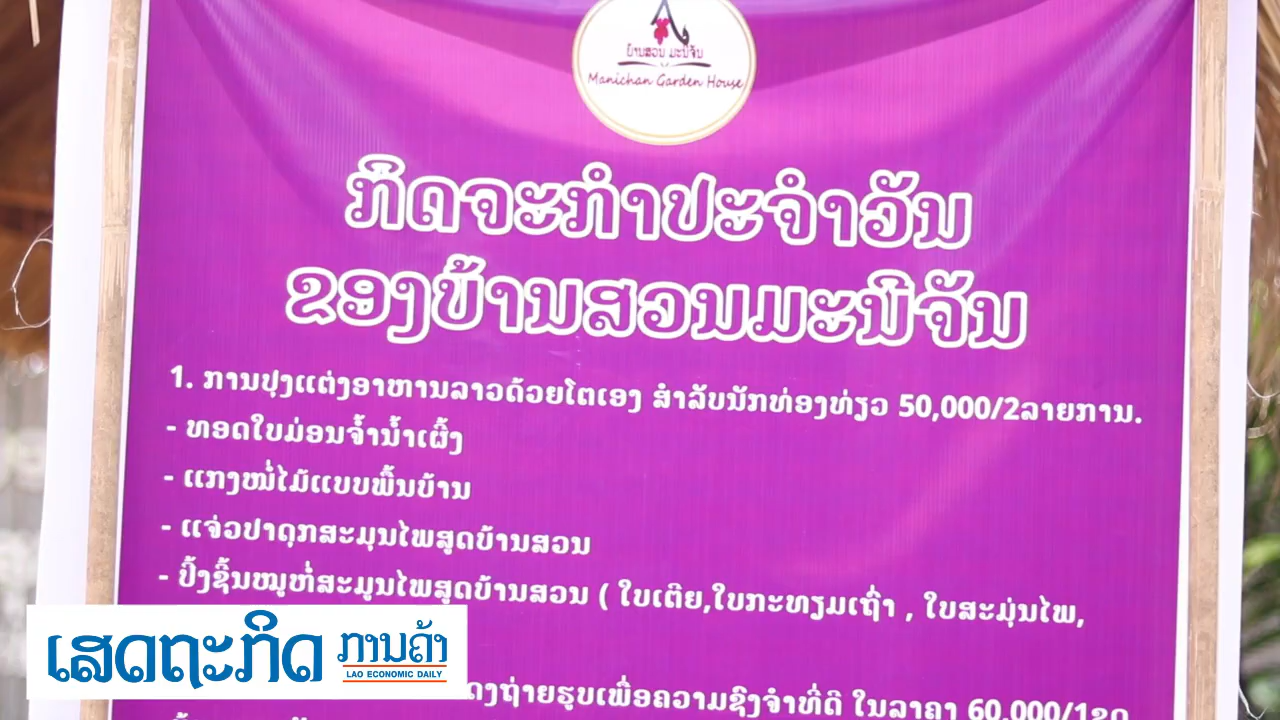 ບ້ານສວນ ມະນີຈັນ
Manichan Garden House
ກິດຈະກຳປະຈຳວັນ
ຂອງບ້ານສວນມະນີຈັນ
1. ການປຸງແຕ່ງອາຫານລາວດ້ວຍໂຕເອງ ສຳລັບນັກທ່ອງທ່ຽວ 50,000/2ລາຍການ.
- ທອດໃບມ່ອນຈ້ຳນ້ຳເຜິ້ງ
- ແກງໜໍ່ໄມ້ແບບພື້ນບ້ານ
- ແຈ່ວປາດຸກສະມຸນໄພສູດບ້ານສວນ
- ປີ້ງຊີ້ນໝູຫໍ່ສະມູນໄພສູດບ້ານສວນ ( ໃບເຕີຍ,ໃບກະທຽມເຖົ່າ , ໃບສະມຸ່ນໄພ,
ຖ່າຍຮູບເພື່ອຄວາມຊົງຈຳທີ່ດີ ໃນລາຄາ 60,000/1ຊຸດ
ເສດຖະກິດ ການຄ້າ
LAO ECONOMIC DAILY